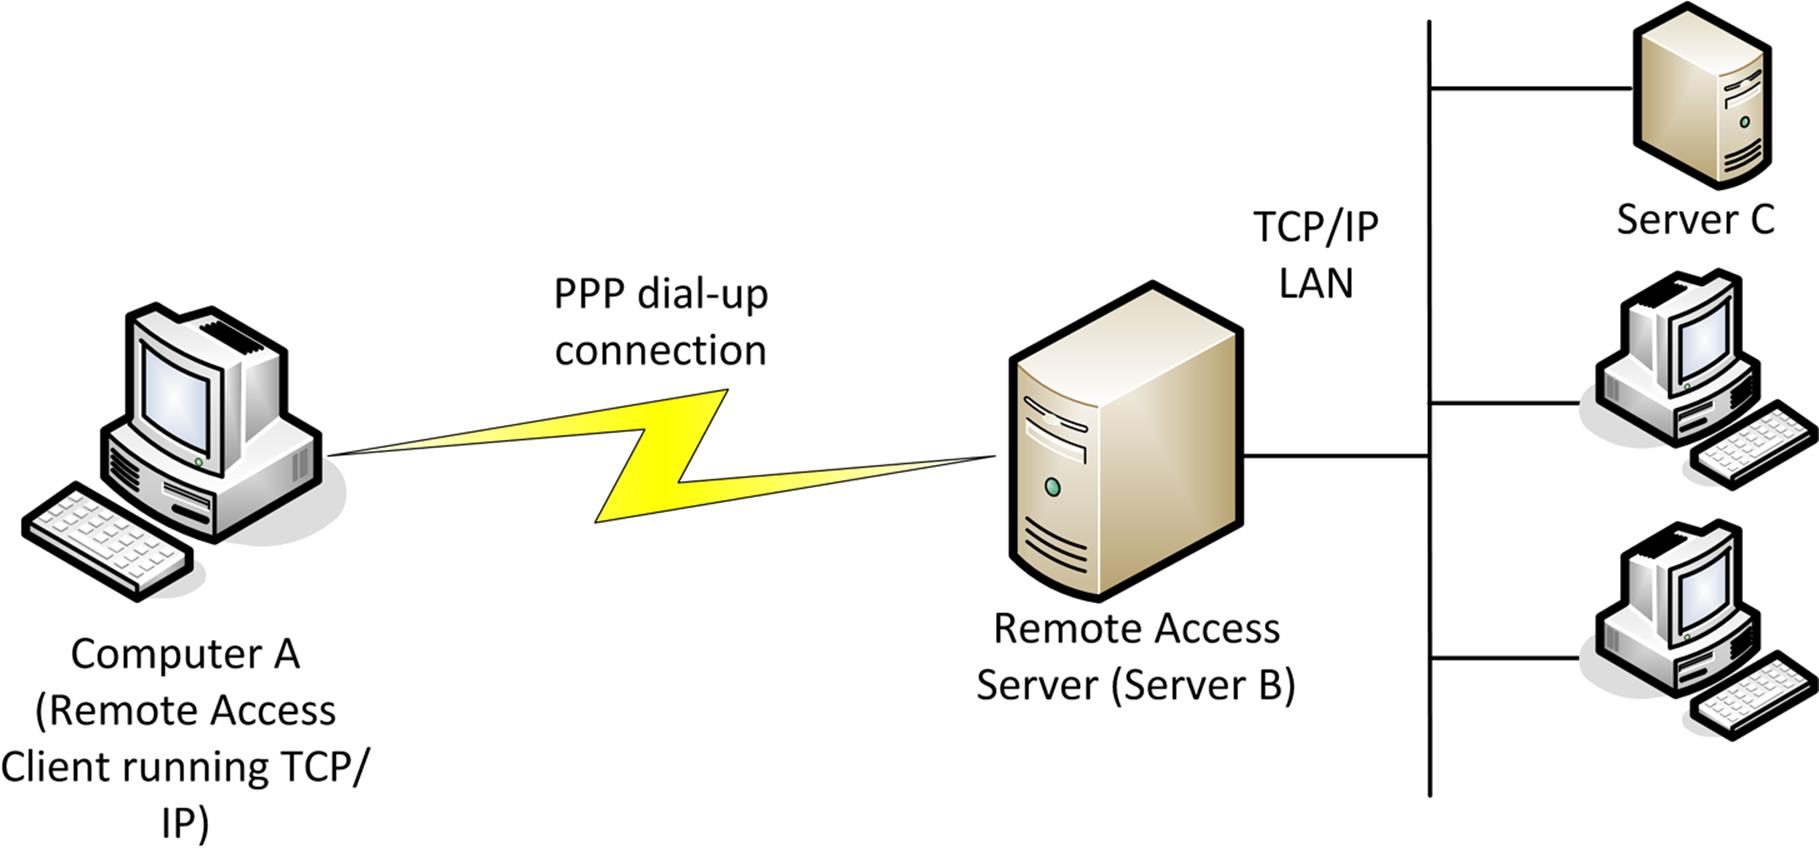 Server C
TCP/IP
LAN
PPP dial-up
connection
Remote Access
Server (Server B)
Computer A
(Remote Access
Client running TCP/
IP)